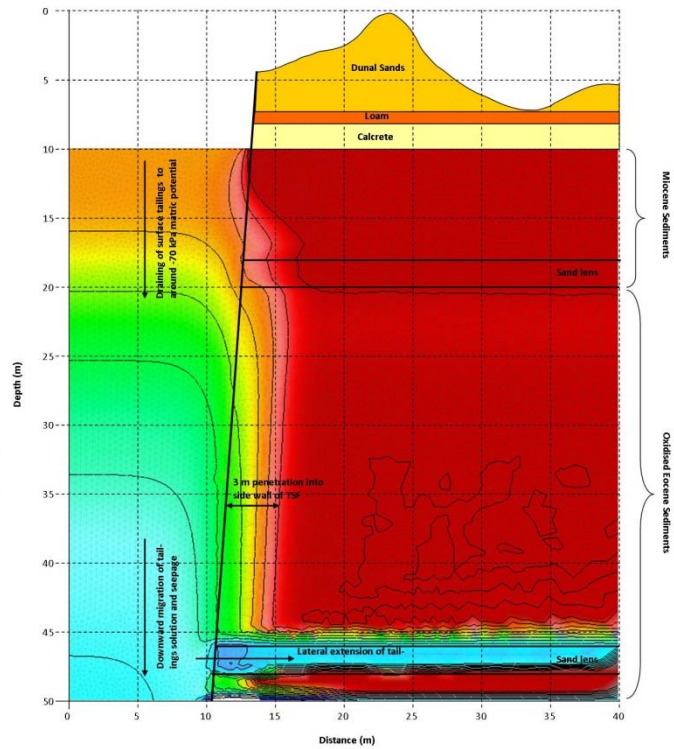 0
5
10
15
20
25
30
35
40
45
50
Depth (m)
Dunal Sands
Loam
Calcrete
Draining of surface tailings to
around -70 kPa matric potential
Sand lens
Miocene Sediments
3 m penetration into
side wall of TSF
Oxidised Eocene Sediments
Downward migration of tail-
ings solution and seepage
Lateral extension of tail-
Sand lens
0
5
10
15
20
25
30
35
40
Distance (m)